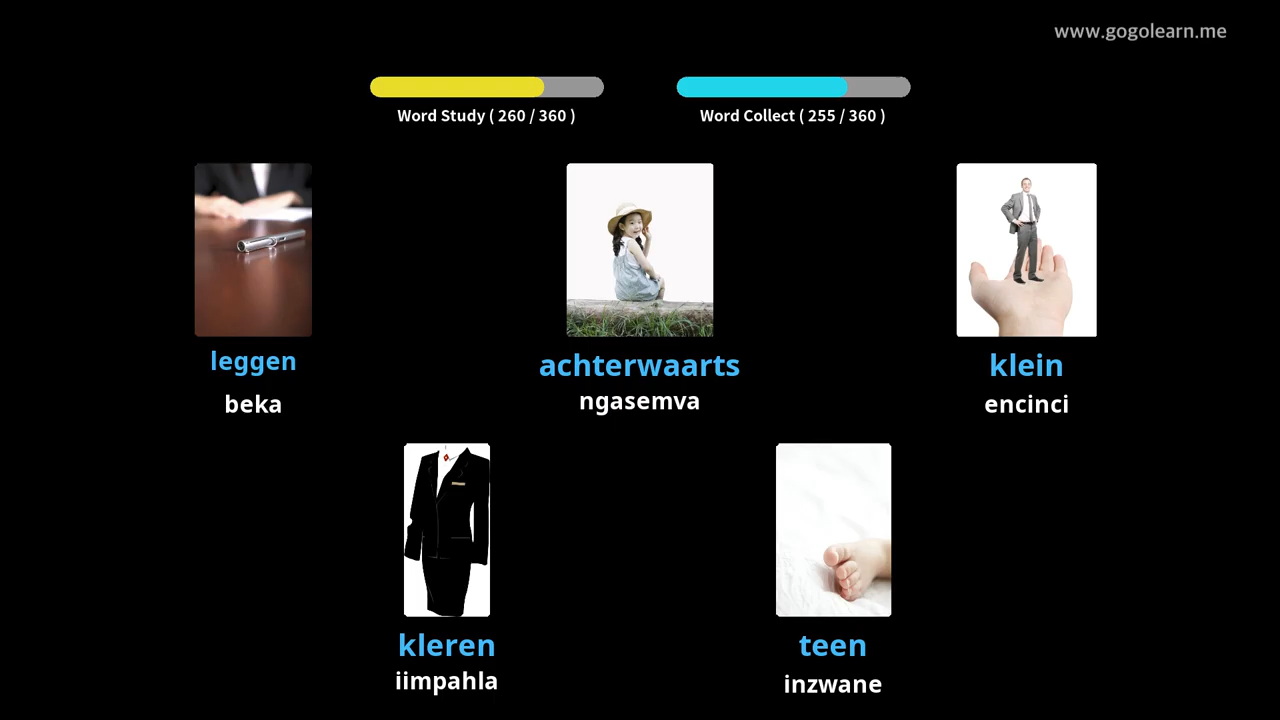 www.gogolearn.me
Word Study ( 260 / 360 )
Word Collect ( 255 / 360 )
leggen
beka
achterwaarts
ngasemva
klein
encinci
kleren
iimpahla
teen
inzwane